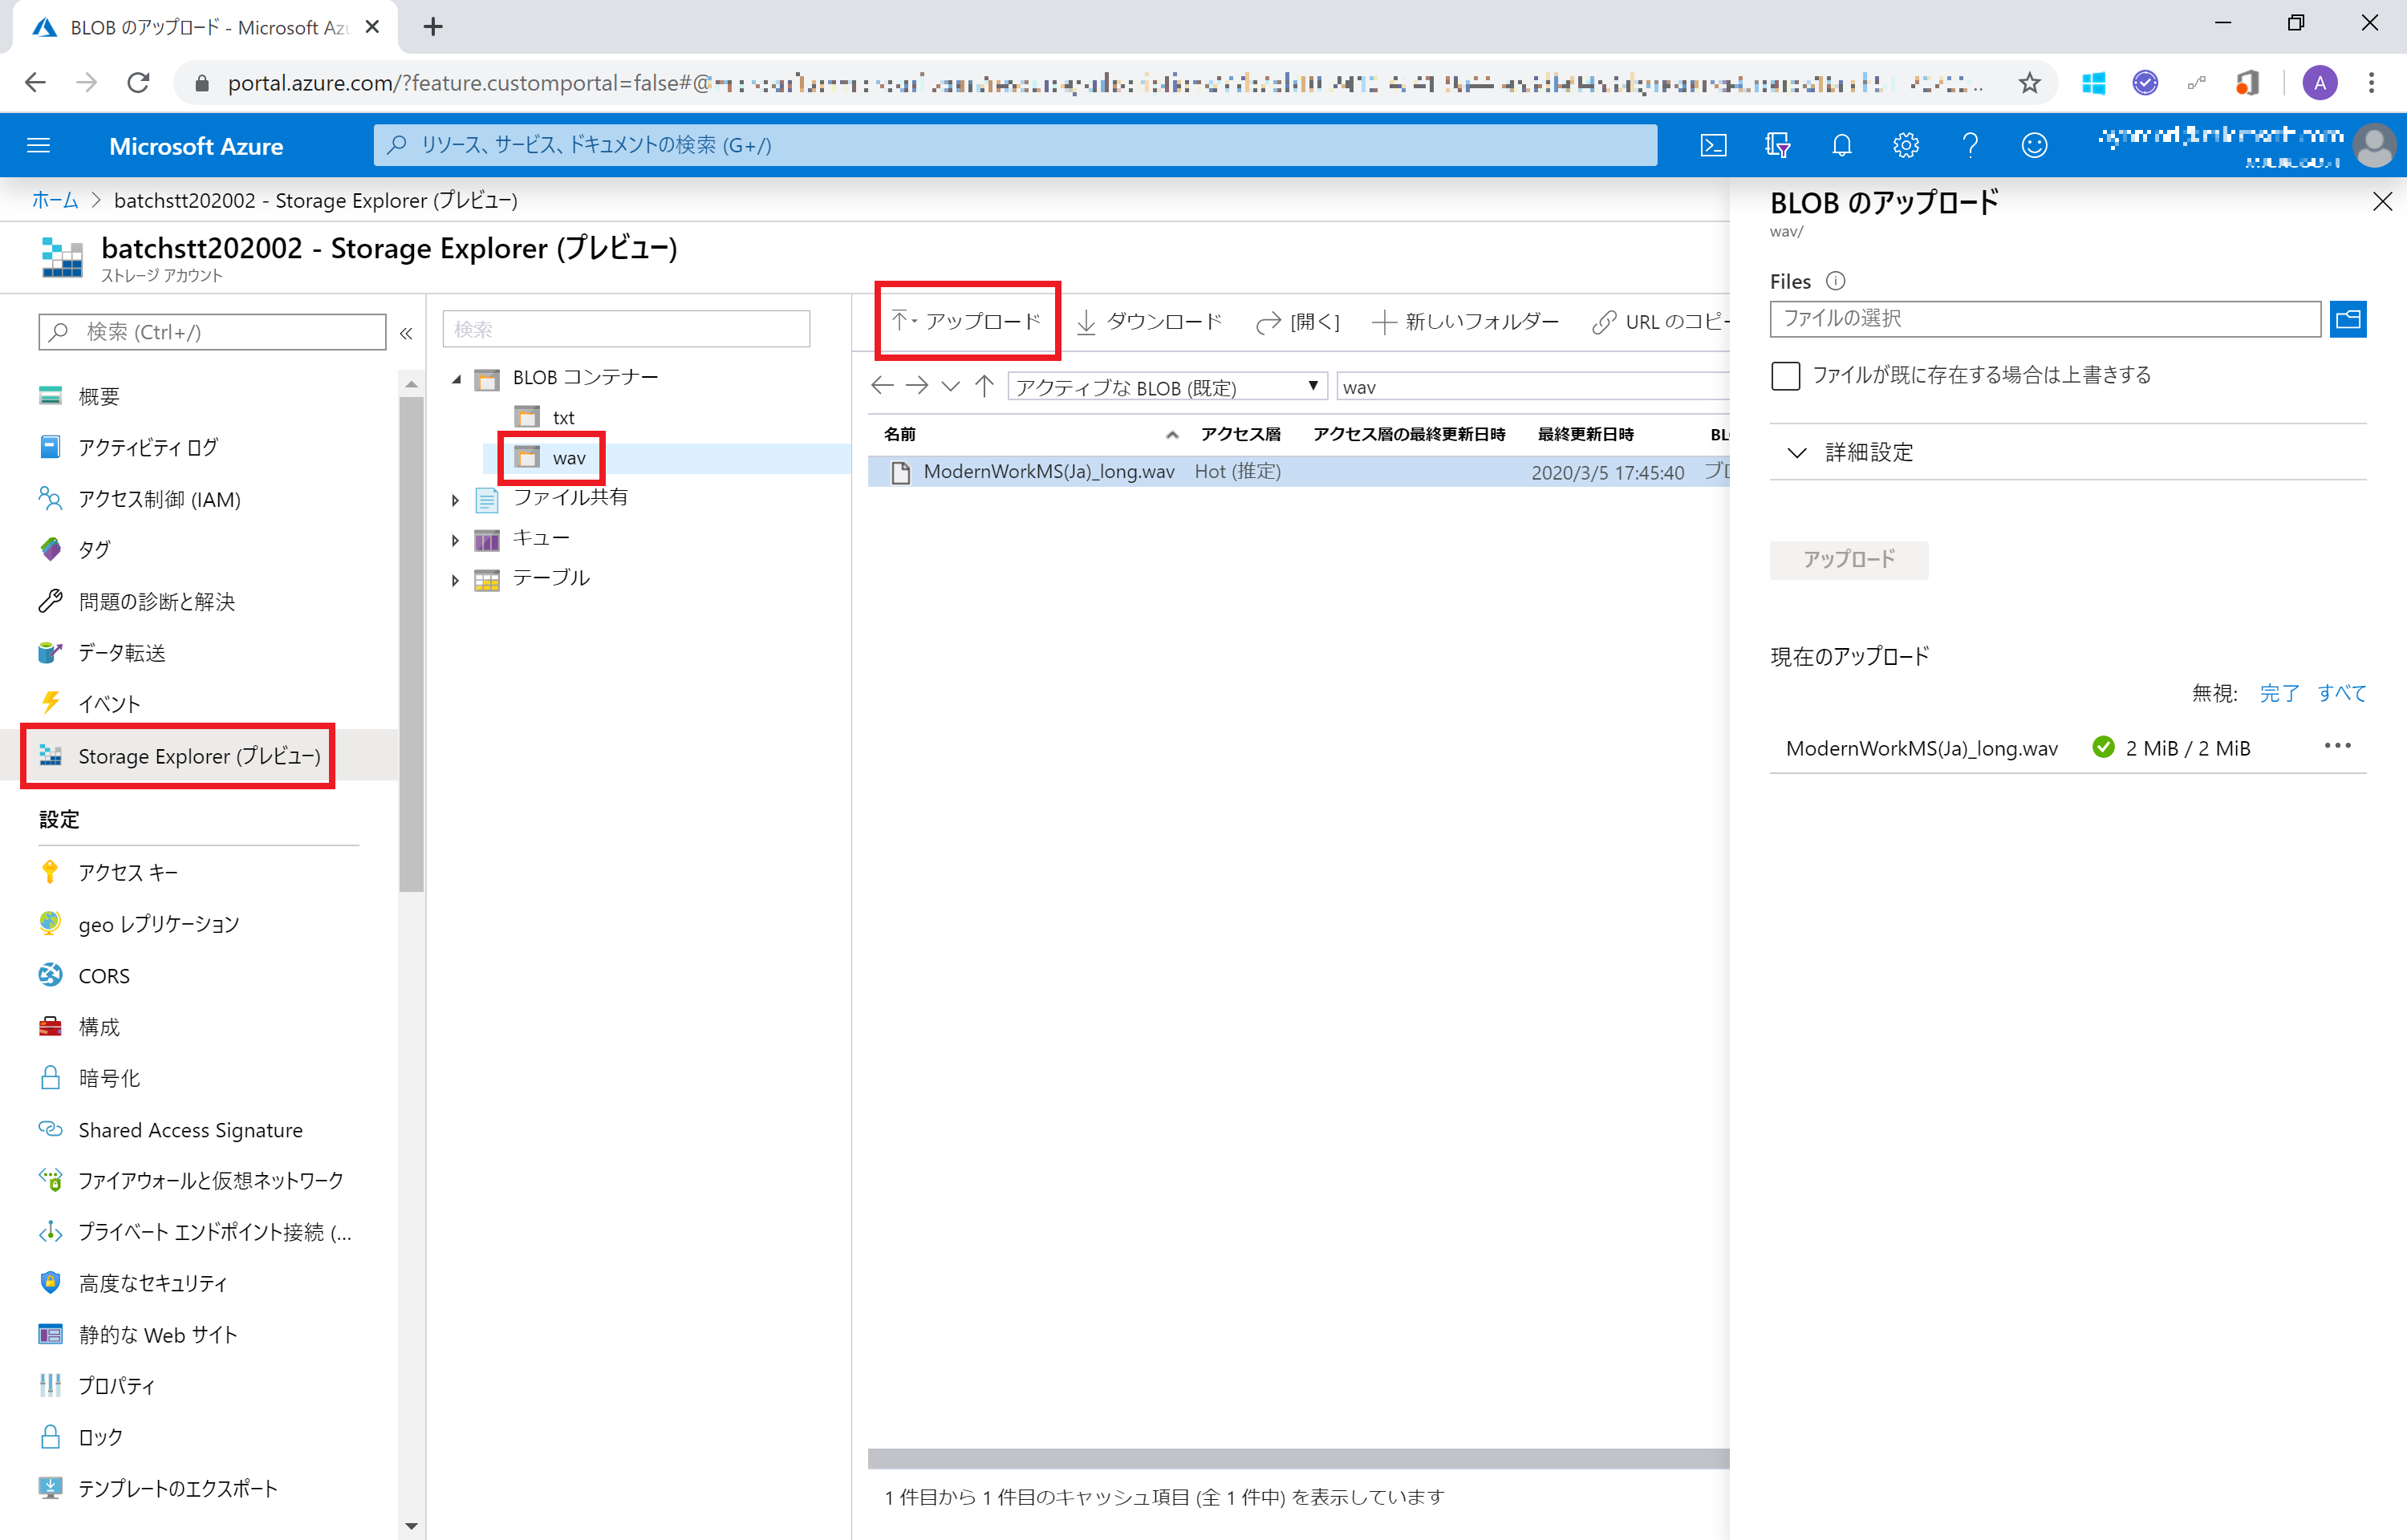 BLOB のアップロード - Microsoft Azu
portal.azure.com/?feature.customportal=false#@
A
Microsoft Azure
リソース、サービス、ドキュメントの検索 (G+/)
ホーム > batchstt202002 - Storage Explorer (プレビュー)
batchstt202002 - Storage Explorer (プレビュー)
ストレージ アカウント
検索 (Ctrl+/)
概要
アクティビティ ログ
アクセス制御 (IAM)
タグ
問題の診断と解決
データ転送
イベント
Storage Explorer (プレビュー)
設定
アクセス キー
geo レプリケーション
CORS
構成
暗号化
Shared Access Signature
ファイアウォールと仮想ネットワーク
プライベート エンドポイント接続 (...
高度なセキュリティ
静的な Web サイト
プロパティ
ロック
テンプレートのエクスポート
検索
BLOB コンテナー
txt
wav
ファイル共有
キュー
テーブル
アップロード ダウンロード [開く] 新しいフォルダー URL のコピー
アクティブな BLOB (既定) wav
名前 アクセス層 アクセス層の最終更新日時 最終更新日時 BL
ModernWorkMS(Ja)_long.wav Hot (推定) 2020/3/5 17:45:40 ブロ
1 件目から 1 件目のキャッシュ項目 (全 1 件中) を表示しています
BLOB のアップロード
wav/
Files
ファイルの選択
ファイルが既に存在する場合は上書きする
詳細設定
アップロード
現在のアップロード
無視: 完了 すべて
ModernWorkMS(Ja)_long.wav 2 MiB / 2 MiB